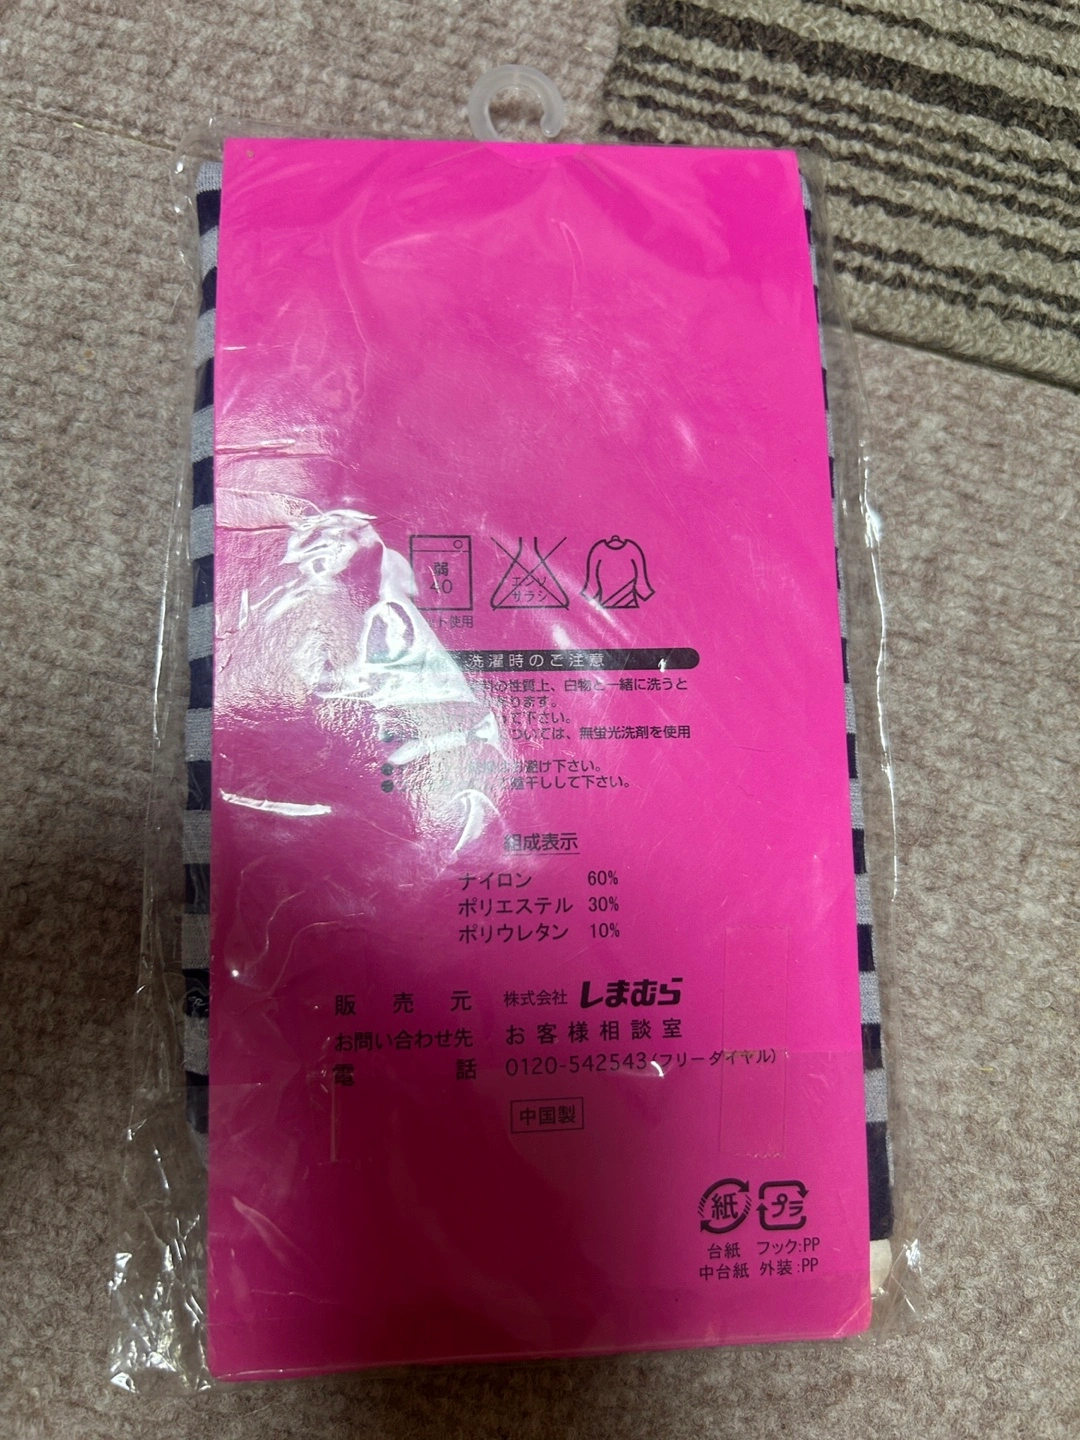 弱
40
エンソ
サラシ
ト使用
洗濯時のご注意
の性質上、白物と一緒に洗うと
ります。
て下さい。
ついては、無蛍光洗剤を使用
避け下さい。
干しして下さい。
組成表示
ナイロン 60%
ポリエステル 30%
ポリウレタン 10%
販売元 株式会社 しまむら
お問い合わせ先 お客様相談室
電話 0120-542543(フリーダイヤル)
中国製
紙 プラ
台紙 フック:PP
中台紙 外装:PP